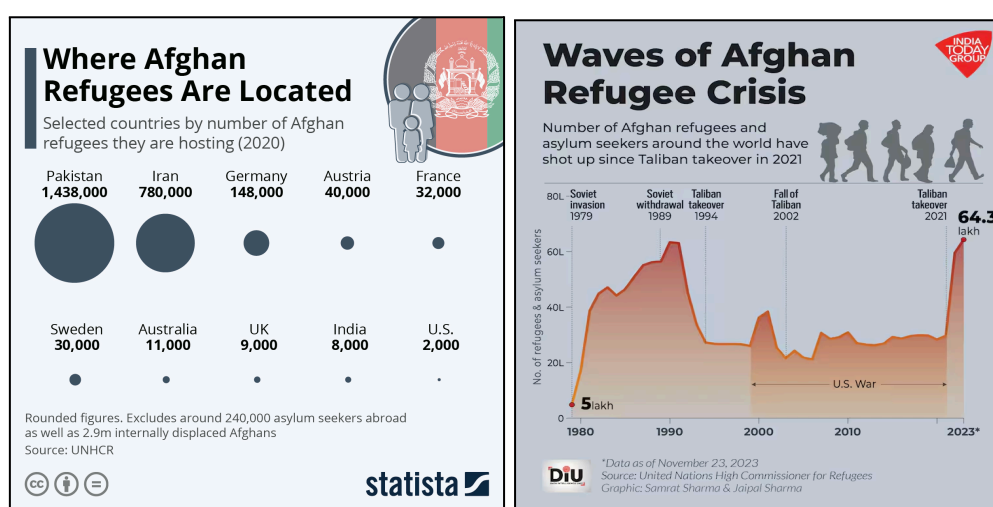 Where Afghan
Refugees Are Located
Selected countries by number of Afghan
refugees they are hosting (2020)
Pakistan Iran Germany Austria France
1,438,000 780,000 148,000 40,000 32,000
Sweden Australia UK India U.S.
30,000 11,000 9,000 8,000 2,000
Rounded figures. Excludes around 240,000 asylum seekers abroad
as well as 2.9m internally displaced Afghans
Source: UNHCR
cc
statista
INDIA
TODAY
GROUP
Waves of Afghan
Refugee Crisis
Number of Afghan refugees and
asylum seekers around the world have
shot up since Taliban takeover in 2021
No. of refugees & asylum seekers
80L
60L
40L
20L
0
Soviet
invasion
1979
Soviet
withdrawal
1989
Taliban
takeover
1994
Fall of
Taliban
2002
Taliban
takeover
2021
64.3
lakh
5 lakh
U.S. War
1980 1990 2000 2010 2023*
DiU
*Data as of November 23, 2023
Source: United Nations High Commissioner for Refugees
Graphic: Samrat Sharma & Jaipal Sharma